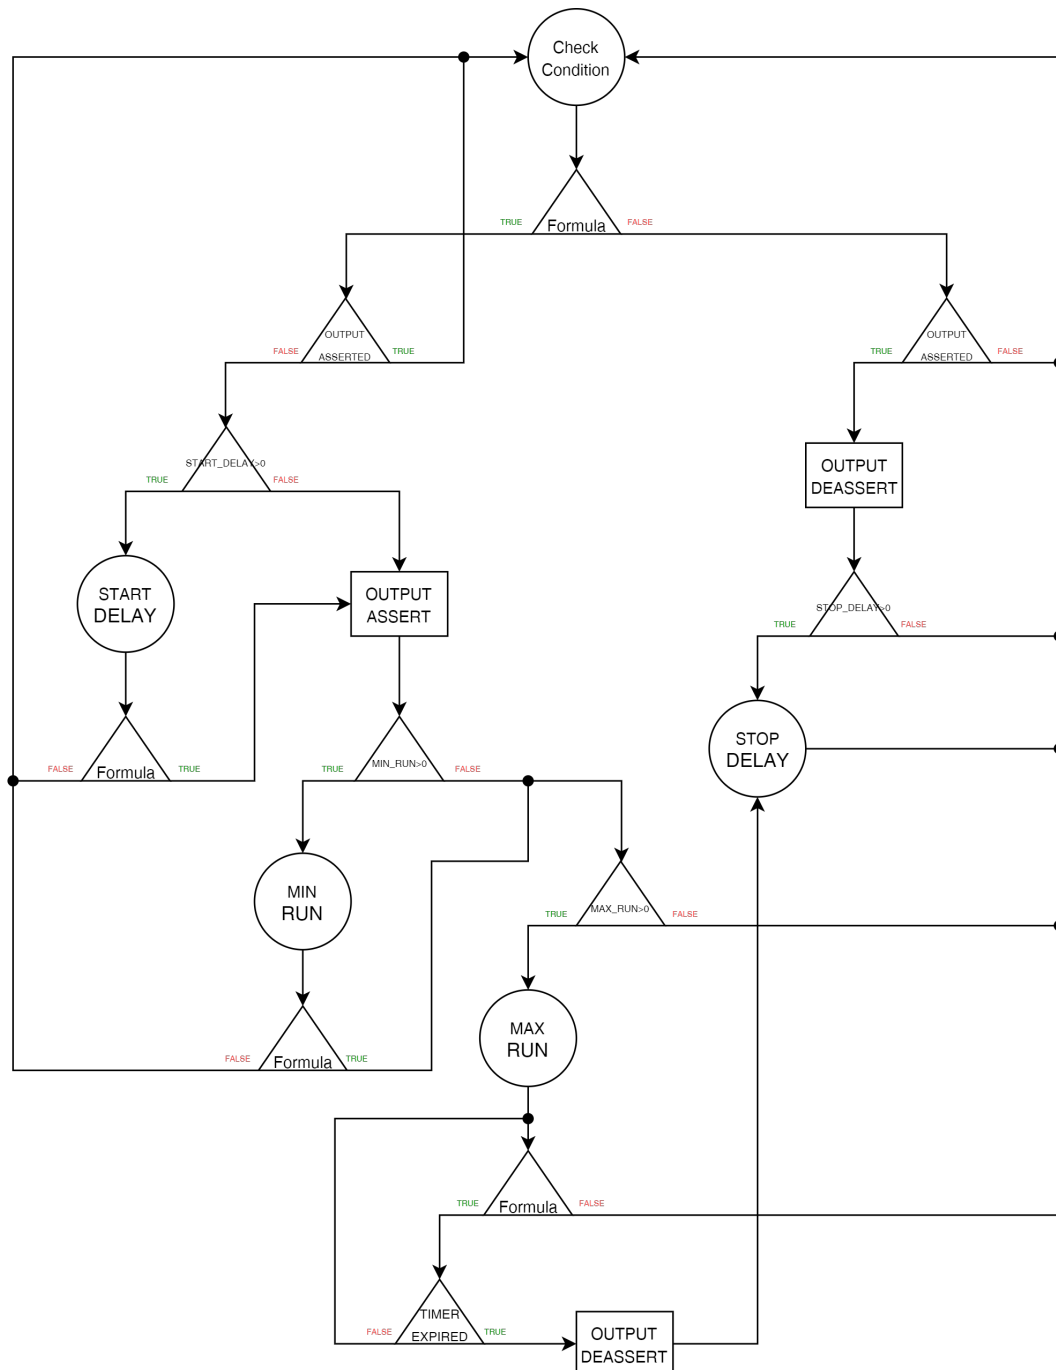 Check
Condition
TRUE
Formula
FALSE
OUTPUT
FALSE
ASSERTED
TRUE
OUTPUT
TRUE
ASSERTED
FALSE
START_DELAY>0
TRUE
FALSE
OUTPUT
DEASSERT
START
DELAY
OUTPUT
ASSERT
STOP_DELAY>0
TRUE
FALSE
STOP
DELAY
FALSE
Formula
TRUE
TRUE
MIN_RUN>0
FALSE
MIN
RUN
MAX_RUN>0
TRUE
FALSE
MAX
RUN
FALSE
Formula
TRUE
TRUE
Formula
FALSE
TIMER
FALSE
EXPIRED
TRUE
OUTPUT
DEASSERT